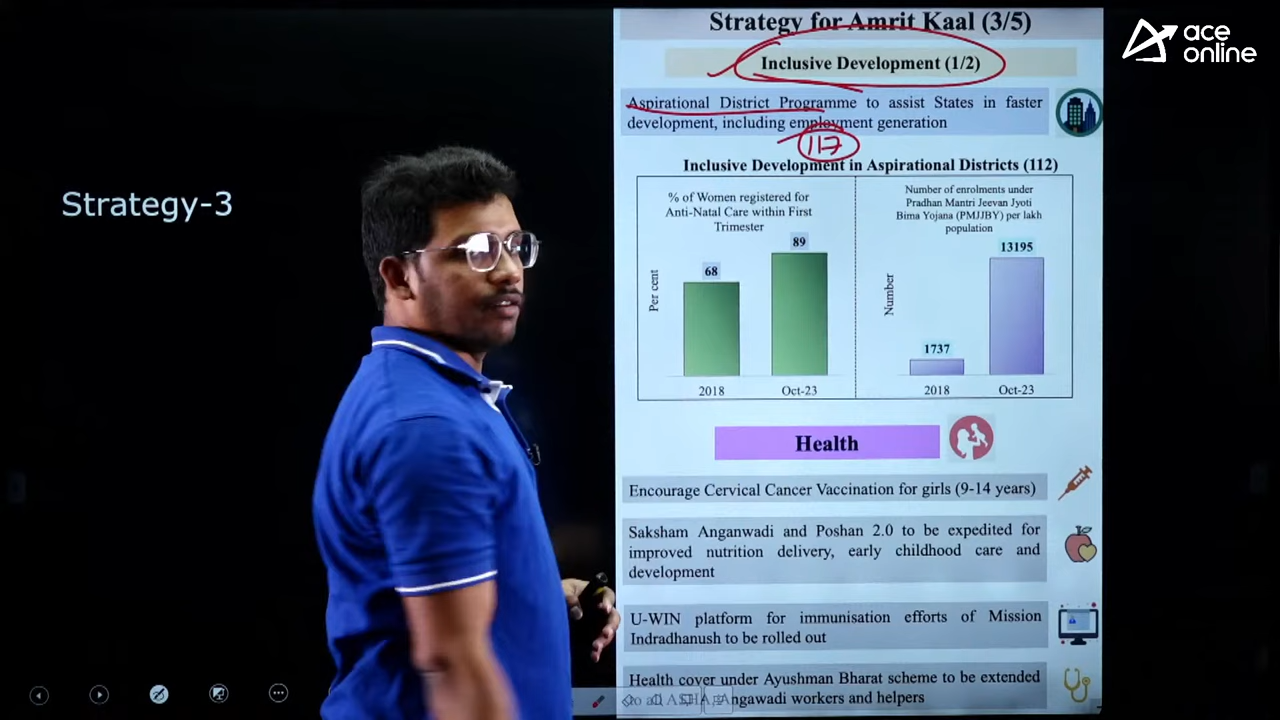 Strategy for Amrit Kaal (3/5)
ace
online
Inclusive Development (1/2)
Aspirational District Programme to assist States in faster
development, including employment generation
117
Inclusive Development in Aspirational Districts (112)
% of Women registered for
Anti-Natal Care within First
Trimester
89
68
Per cent
2018
Oct-23
Number of enrolments under
Pradhan Mantri Jeevan Jyoti
Bima Yojana (PMJJBY) per lakh
population
13195
1737
Number
2018
Oct-23
Strategy-3
Health
Encourage Cervical Cancer Vaccination for girls (9-14 years)
Saksham Anganwadi and Poshan 2.0 to be expedited for
improved nutrition delivery, early childhood care and
development
U-WIN platform for immunisation efforts of Mission
Indradhanush to be rolled out
Health cover under Ayushman Bharat scheme to be extended
to all ASHA, Angawadi workers and helpers